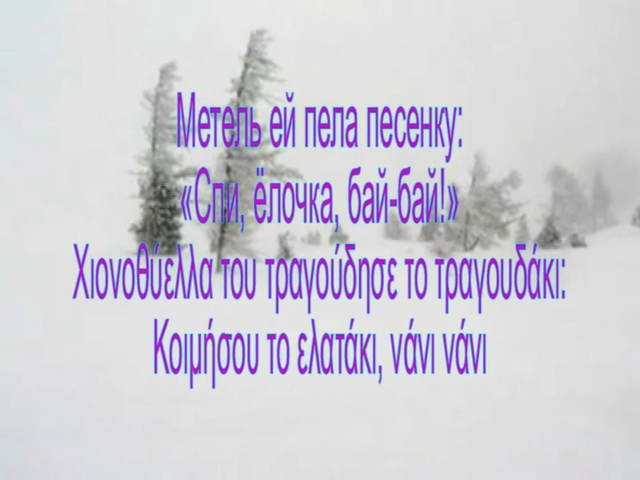 Метель ей пела песенку:
«Спи, ёлочка, бай-бай!»
Χιονοθύελλα του τραγούδησε το τραγουδάκι:
Κοιμήσου το ελατάκι, νάνι νάνι